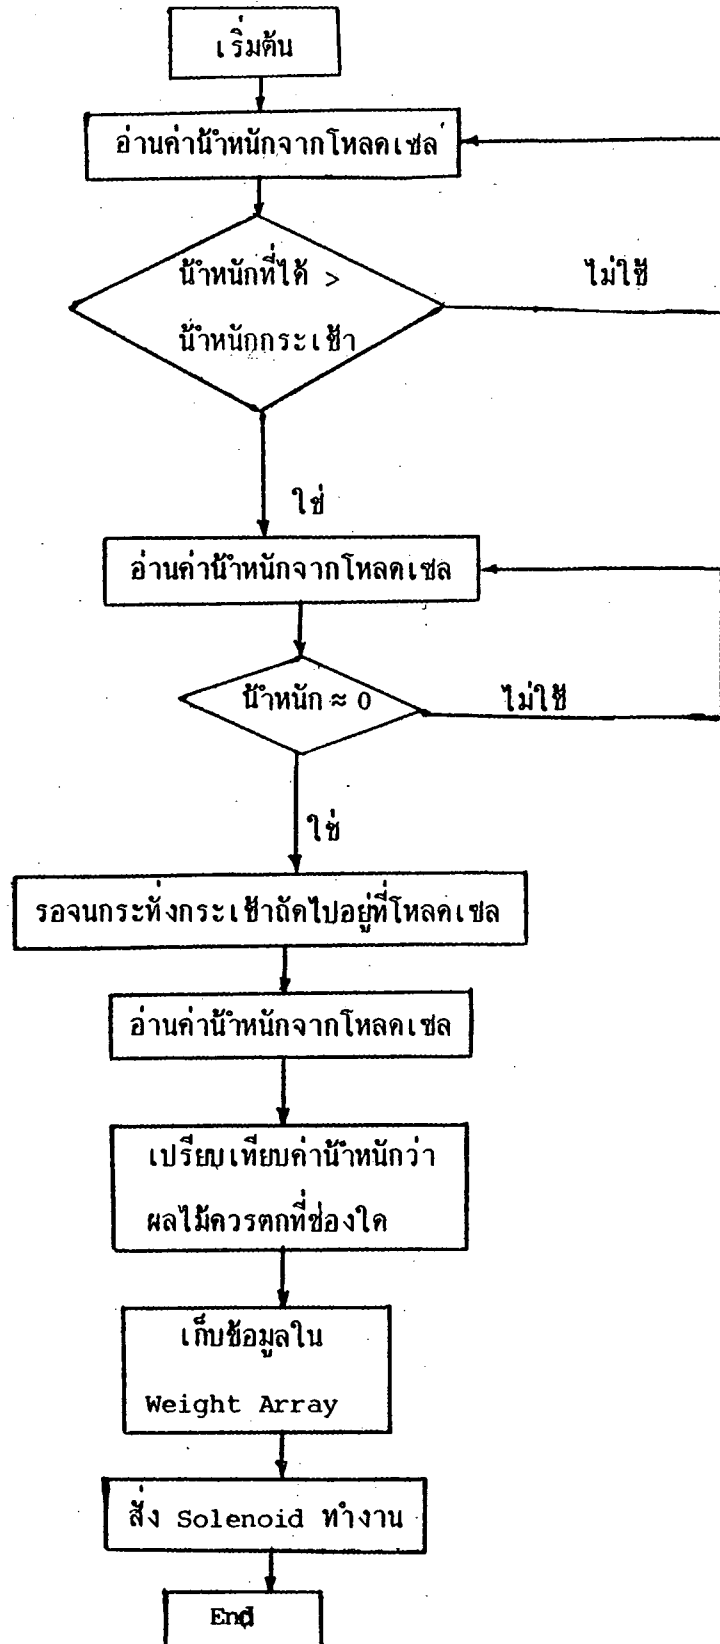 เริ่มต้น
อ่านค่าน้ำหนักจากโหลดเซล
น้ำหนักที่ได้ >
น้ำหนักกระเช้า
ไม่ใช่
ใช่
อ่านค่าน้ำหนักจากโหลดเซล
น้ำหนัก ≈ 0
ไม่ใช่
ใช่
รอจนกระทั่งกระเช้าถัดไปอยู่ที่โหลดเซล
อ่านค่าน้ำหนักจากโหลดเซล
เปรียบเทียบค่าน้ำหนักว่า
ผลไม้ควรตกที่ช่องใด
เก็บข้อมูลใน
Weight Array
สั่ง Solenoid ทำงาน
End